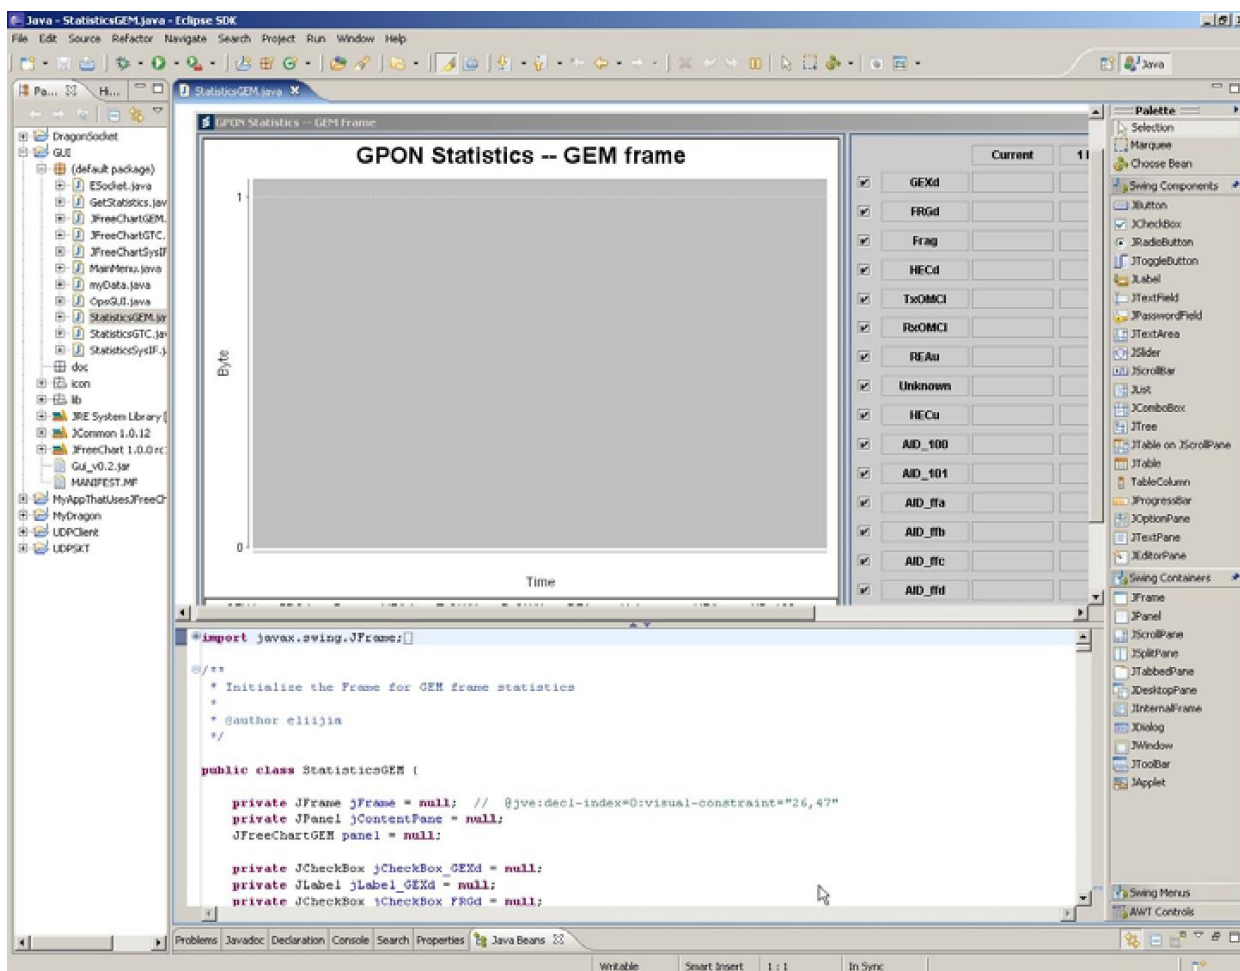 Java - StatisticsGEM.java - Eclipse SDK
File Edit Source Refactor Navigate Search Project Run Window Help
Java
Pa... H...
StatisticsGEM.java
DragonSocket
GUI
(default package)
ESocket.java
GetStatistics.jav
JFreeChartGEM.
JFreeChartGTC.
JFreeChartSysIF
MainMenu.java
myData.java
OpsGUI.java
StatisticsGEM.jav
StatisticsGTC.jav
StatisticsSysIF.j
doc
icon
lib
JRE System Library [
JCommon 1.0.12
JFreeChart 1.0.0 rc
Gui_v0.2.jar
MANIFEST.MF
MyAppThatUsesJFreeCh
MyDragon
UDPClient
UDPSKT
GPON Statistics -- GEM Frame
GPON Statistics -- GEM frame
1
Byte
0
Time
Current
GEXd
FRGd
Frag
HECd
TxOMCI
RxOMCI
REAu
Unknown
HECu
AID_100
AID_101
AID_ffa
AID_ffb
AID_ffc
AID_ffd
import javax.swing.JFrame;
/**
* Initialize the Frame for GEM frame statistics
*
* @author eliijia
*/
public class StatisticsGEM {
private JFrame jFrame = null; // @jve:decl-index=0:visual-constraint="26,47"
private JPanel jContentPane = null;
JFreeChartGEM panel = null;
private JCheckBox jCheckBox_GEXd = null;
private JLabel jLabel_GEXd = null;
private JCheckBox jCheckBox_FRGd = null;
Palette
Selection
Marquee
Choose Bean
Swing Components
JButton
JCheckBox
JRadioButton
JToggleButton
JLabel
JTextField
JPasswordField
JTextArea
JSlider
JScrollBar
JList
JComboBox
JTree
JTable on JScrollPane
JTable
TableColumn
JProgressBar
JOptionPane
JTextPane
JEditorPane
Swing Containers
JFrame
JPanel
JScrollPane
JSplitPane
JTabbedPane
JDesktopPane
JInternalFrame
JDialog
JWindow
JToolBar
JApplet
Swing Menus
AWT Controls
Problems Javadoc Declaration Console Search Properties Java Beans
Writable Smart Insert 1 : 1 In Sync